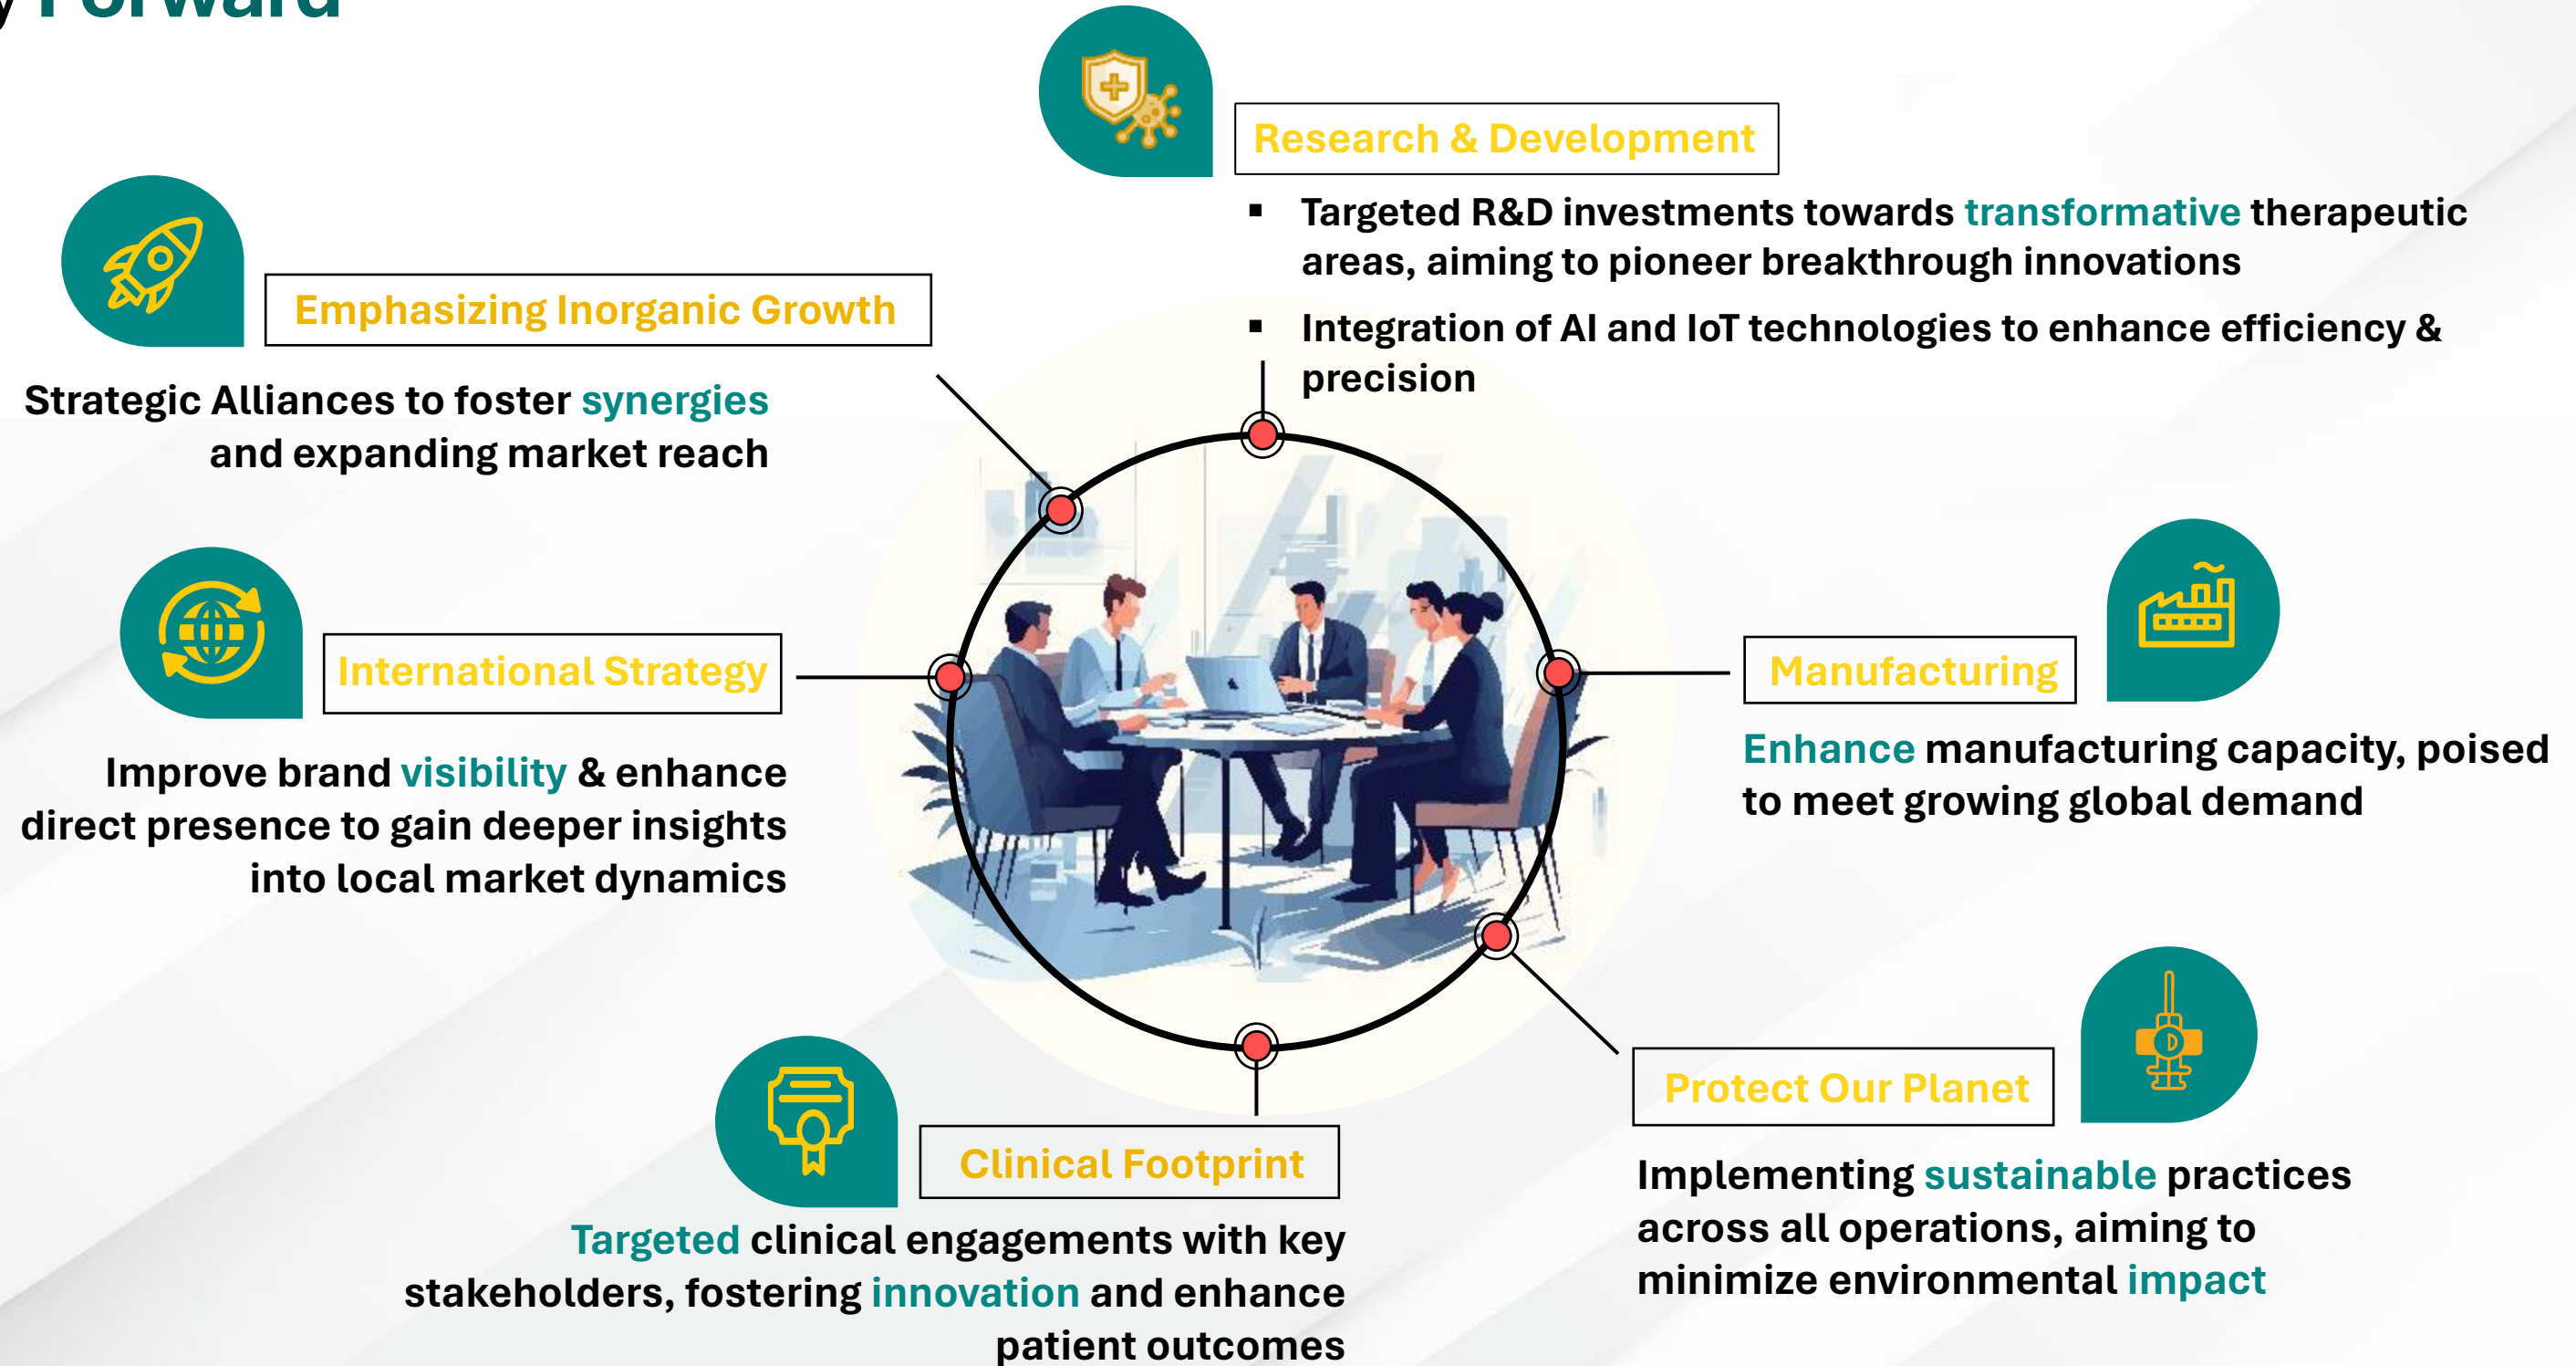 y Forward
Research & Development
▪ Targeted R&D investments towards transformative therapeutic
areas, aiming to pioneer breakthrough innovations
▪ Integration of AI and IoT technologies to enhance efficiency &
precision
Emphasizing Inorganic Growth
Strategic Alliances to foster synergies
and expanding market reach
International Strategy
Improve brand visibility & enhance
direct presence to gain deeper insights
into local market dynamics
Manufacturing
Enhance manufacturing capacity, poised
to meet growing global demand
Protect Our Planet
Implementing sustainable practices
across all operations, aiming to
minimize environmental impact
D
Clinical Footprint
Targeted clinical engagements with key
stakeholders, fostering innovation and enhance
patient outcomes